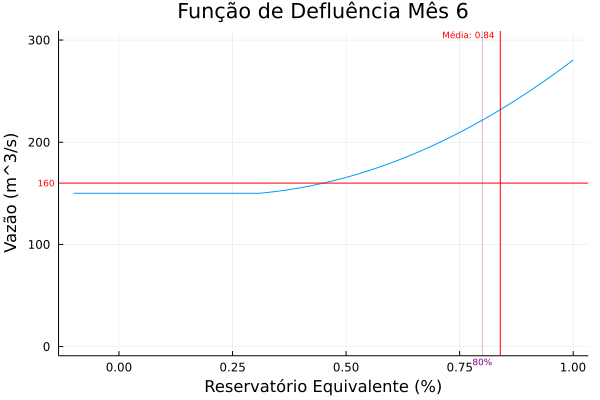 Função de Defluência Mês 6
Média: 0.84
300
200
160
100
0
Vazão (m^3/s)
0.00
0.25
0.50
0.75
80%
1.00
Reservatório Equivalente (%)